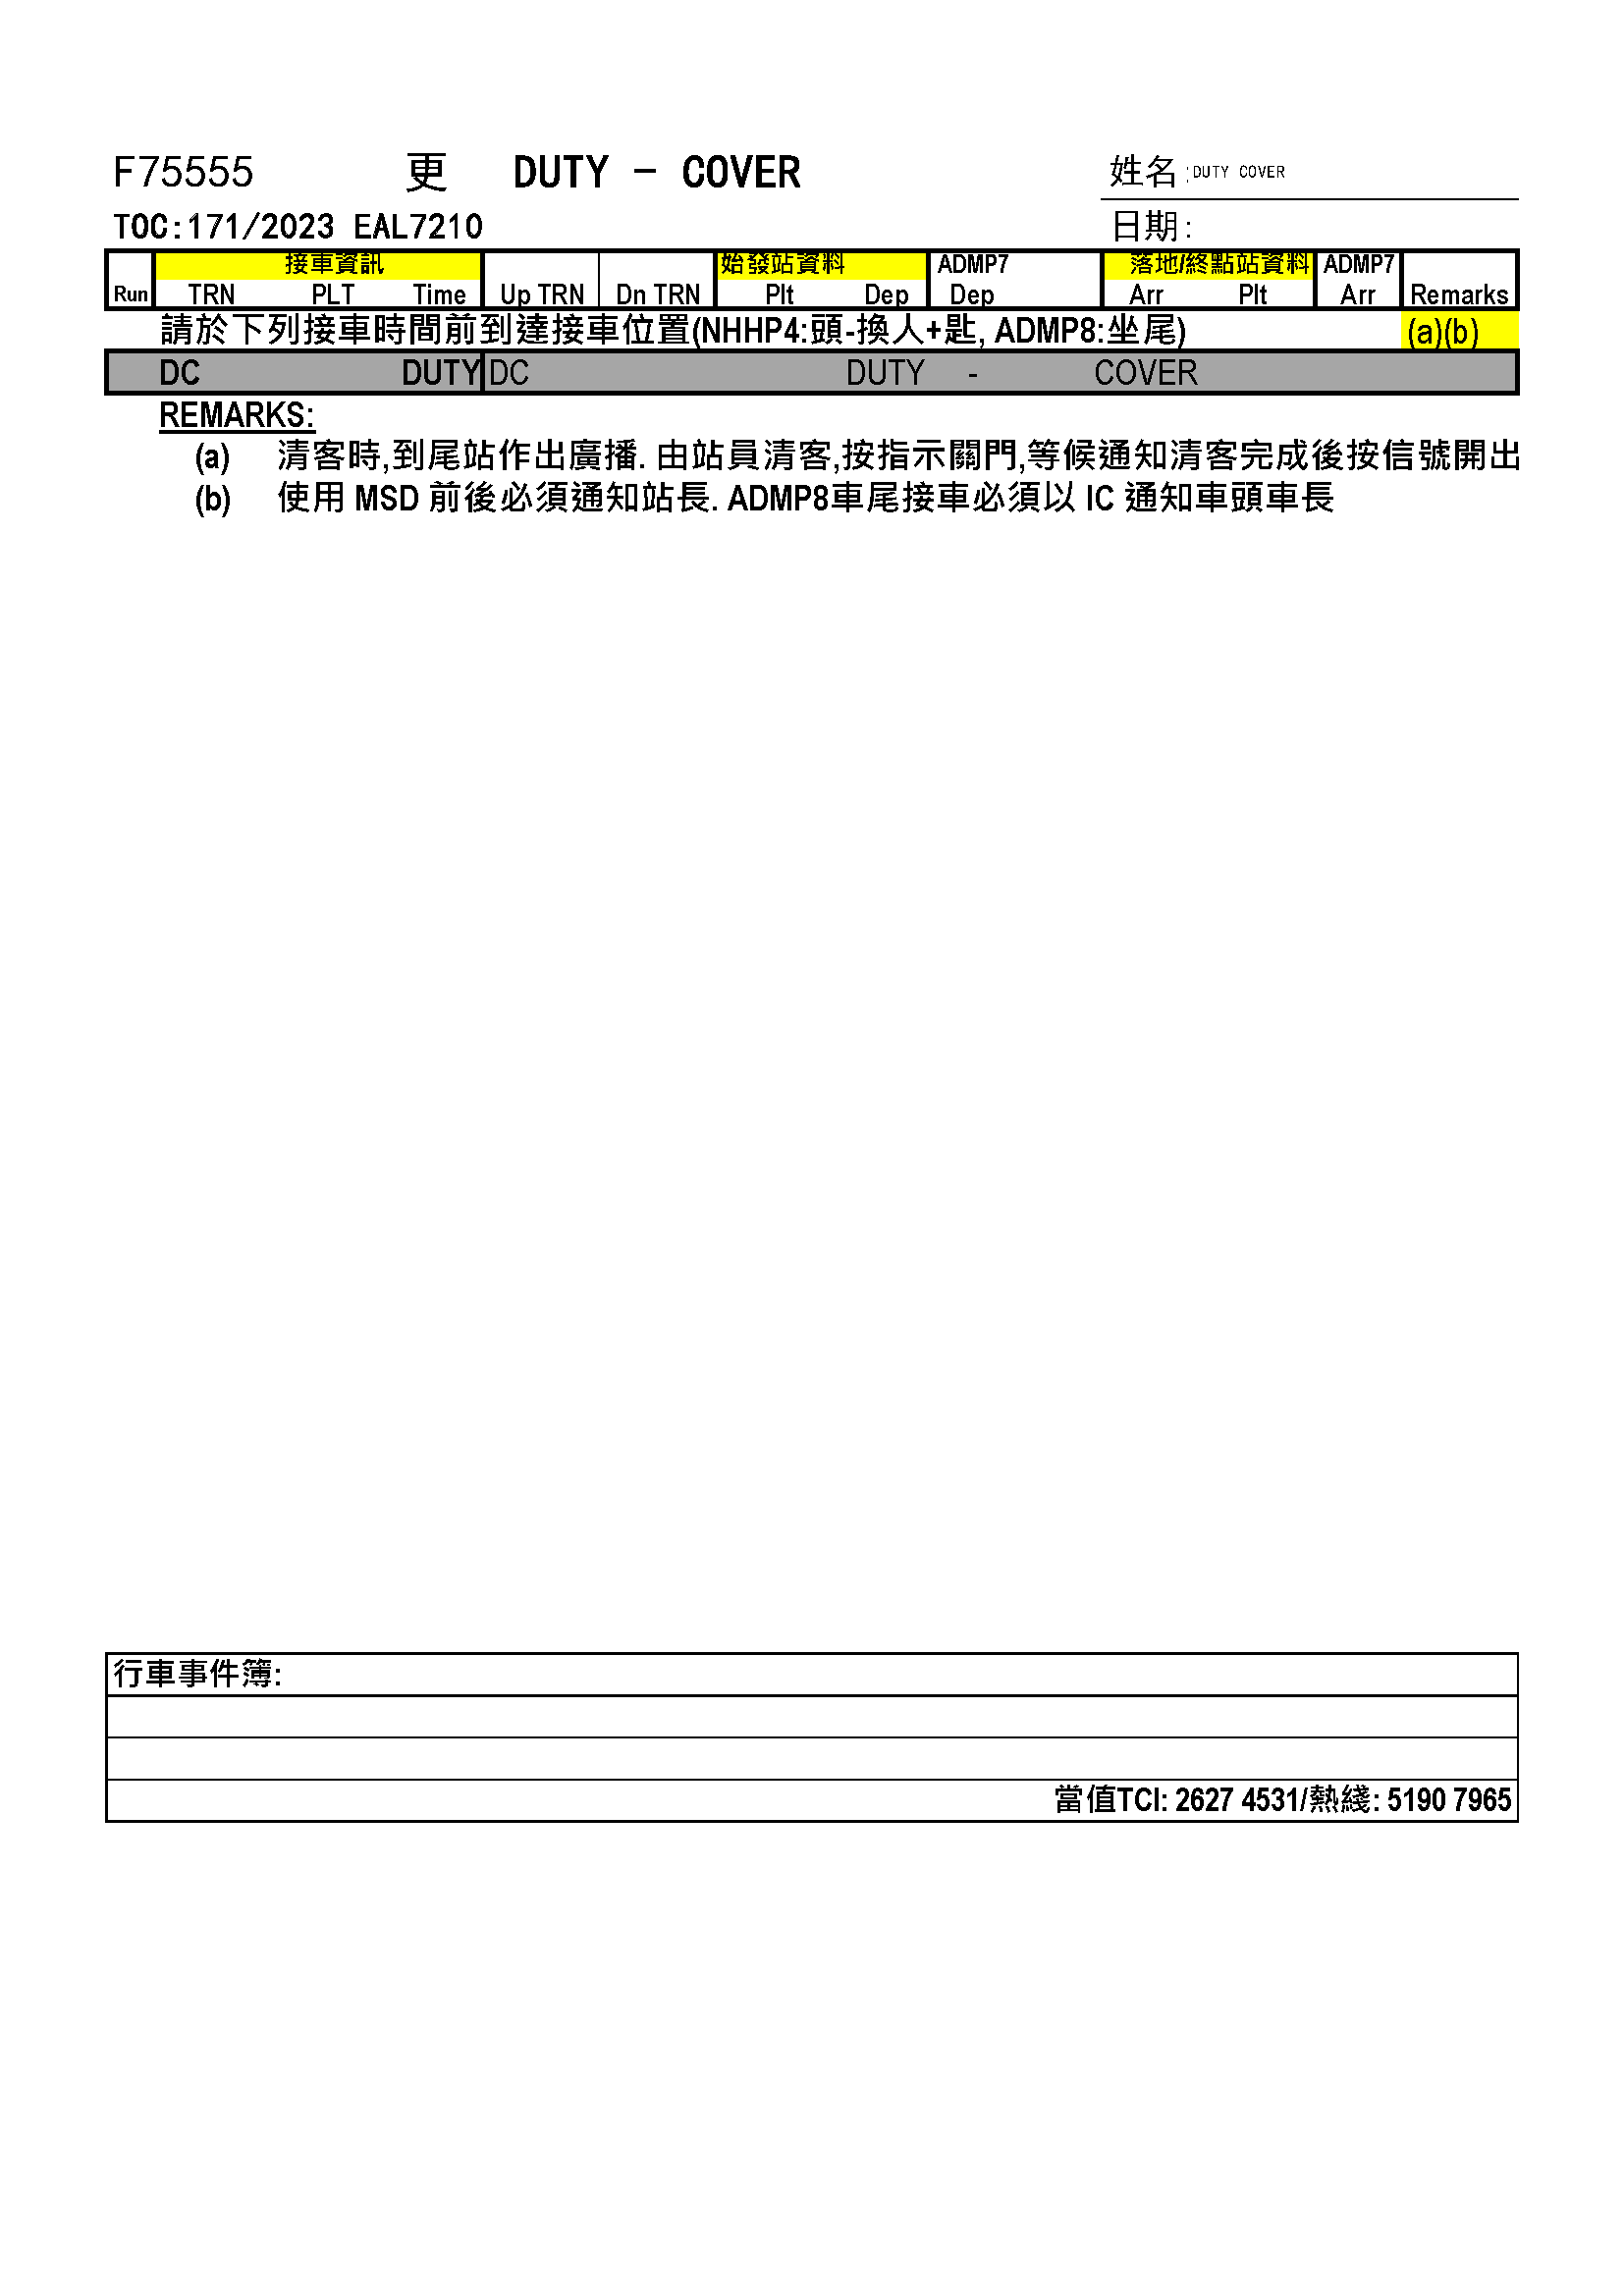 F75555 更 DUTY - COVER 姓名:DUTY COVER
TOC:171/2023 EAL7210 日期:
接車資訊 始發站資料 ADMP7 落地/終點站資料 ADMP7
Run TRN PLT Time Up TRN Dn TRN Plt Dep Dep Arr Plt Arr Remarks
請於下列接車時間前到達接車位置(NHHP4:頭-換人+匙, ADMP8:坐尾) (a)(b)
DC DUTY DC DUTY - COVER
REMARKS:
(a) 清客時,到尾站作出廣播. 由站員清客,按指示關門,等候通知清客完成後按信號開出
(b) 使用 MSD 前後必須通知站長. ADMP8車尾接車必須以 IC 通知車頭車長
行車事件簿:
當值TCI: 2627 4531/熱綫: 5190 7965